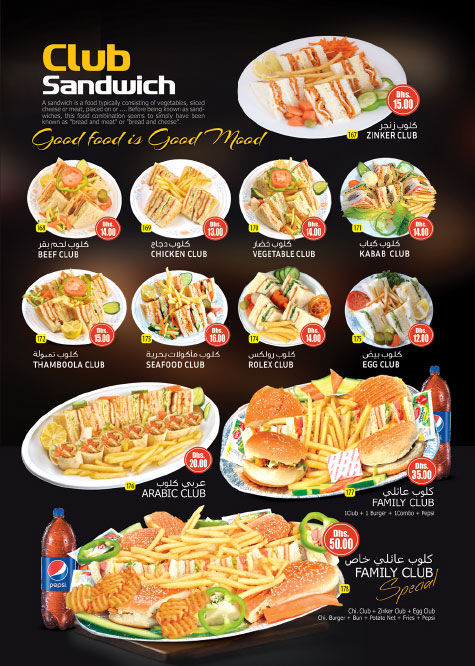 Club
Sandwich
A sandwich is a food typically consisting of vegetables, sliced
cheese or meat, placed on or .... Before being known as sand-
wiches, this food combination seems to simply have been
known as "bread and meat" or "bread and cheese".
Good food is Good Mood
Dhs.
15.00
167
كلوب زنجر
ZINKER CLUB
168
Dhs.
14.00
كلوب لحم بقر
BEEF CLUB
169
Dhs.
13.00
كلوب دجاج
CHICKEN CLUB
170
Dhs.
14.00
كلوب خضار
VEGETABLE CLUB
171
Dhs.
14.00
كلوب كباب
KABAB CLUB
172
Dhs.
15.00
كلوب تمبولة
THAMBOOLA CLUB
173
Dhs.
16.00
كلوب ماكولات بحرية
SEAFOOD CLUB
174
Dhs.
14.00
كلوب رولكس
ROLEX CLUB
175
Dhs.
12.00
كلوب بيض
EGG CLUB
176
Dhs.
20.00
عربي كلوب
ARABIC CLUB
177
Dhs.
35.00
كلوب عائلي
FAMILY CLUB
1Club + 1 Burger + 1Combo + Pepsi
pepsi
178
Dhs.
50.00
كلوب عائلي خاص
FAMILY CLUB
Special
Chi. Club + Zinker Club + Egg Club
Chi. Burger + Bun + Potato Net + Fries + Pepsi